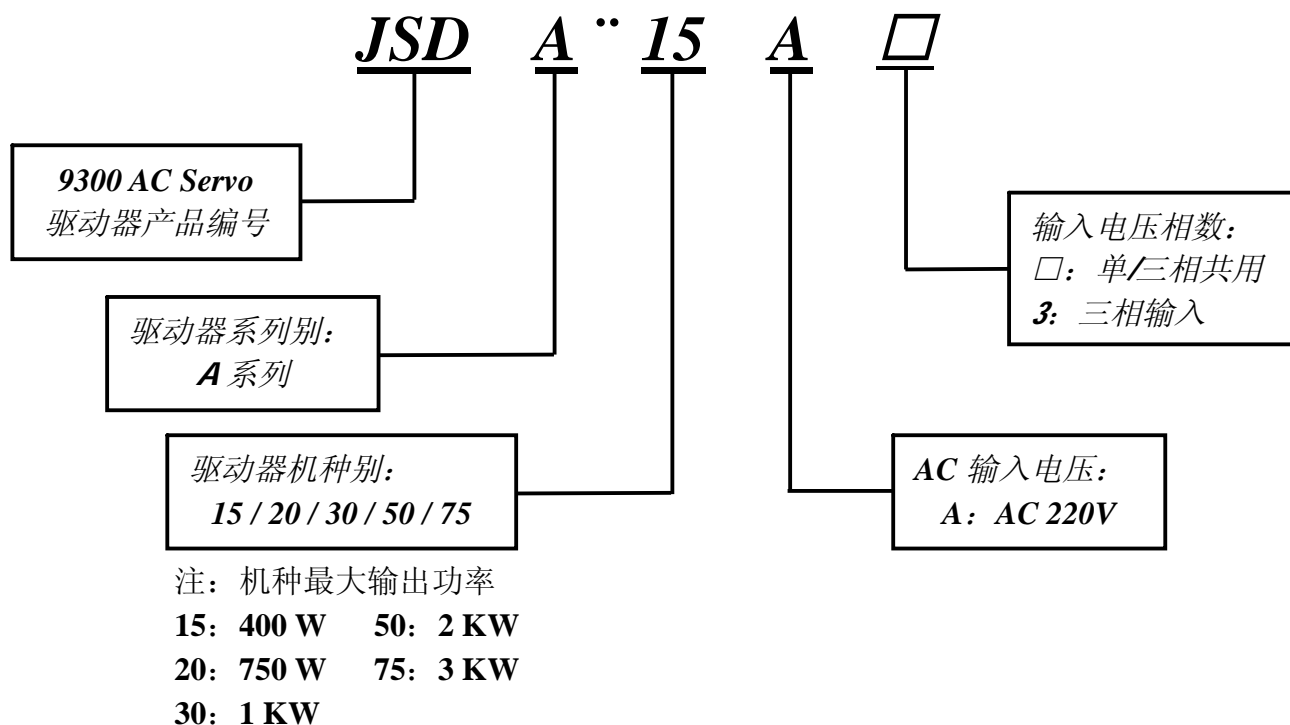 JSD A ¨ 15 A □
9300 AC Servo
驱动器产品编号
输入电压相数：
□：单/三相共用
3：三相输入
驱动器系列别：
A 系列
驱动器机种别：
15 / 20 / 30 / 50 / 75
AC 输入电压：
A：AC 220V
注：机种最大输出功率
15：400 W 50：2 KW
20：750 W 75：3 KW
30：1 KW